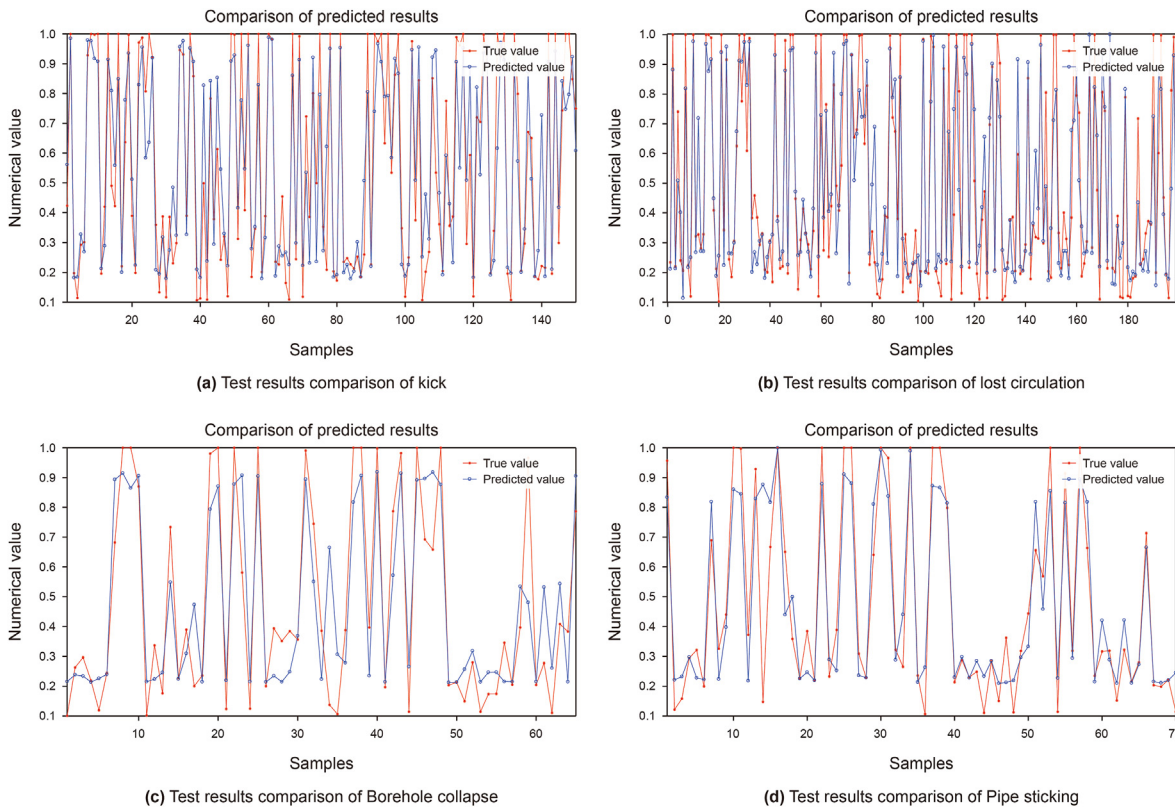 Comparison of predicted results
True value
Predicted value
Numerical value
1.0
0.9
0.8
0.7
0.6
0.5
0.4
0.3
0.2
0.1
20 40 60 80 100 120 140
Samples
(a) Test results comparison of kick
Comparison of predicted results
True value
Predicted value
Numerical value
1.0
0.9
0.8
0.7
0.6
0.5
0.4
0.3
0.2
0.1
0 20 40 60 80 100 120 140 160 180
Samples
(b) Test results comparison of lost circulation
Comparison of predicted results
True value
Predicted value
Numerical value
1.0
0.9
0.8
0.7
0.6
0.5
0.4
0.3
0.2
0.1
10 20 30 40 50 60
Samples
(c) Test results comparison of Borehole collapse
Comparison of predicted results
True value
Predicted value
Numerical value
1.0
0.9
0.8
0.7
0.6
0.5
0.4
0.3
0.2
0.1
10 20 30 40 50 60
Samples
(d) Test results comparison of Pipe sticking